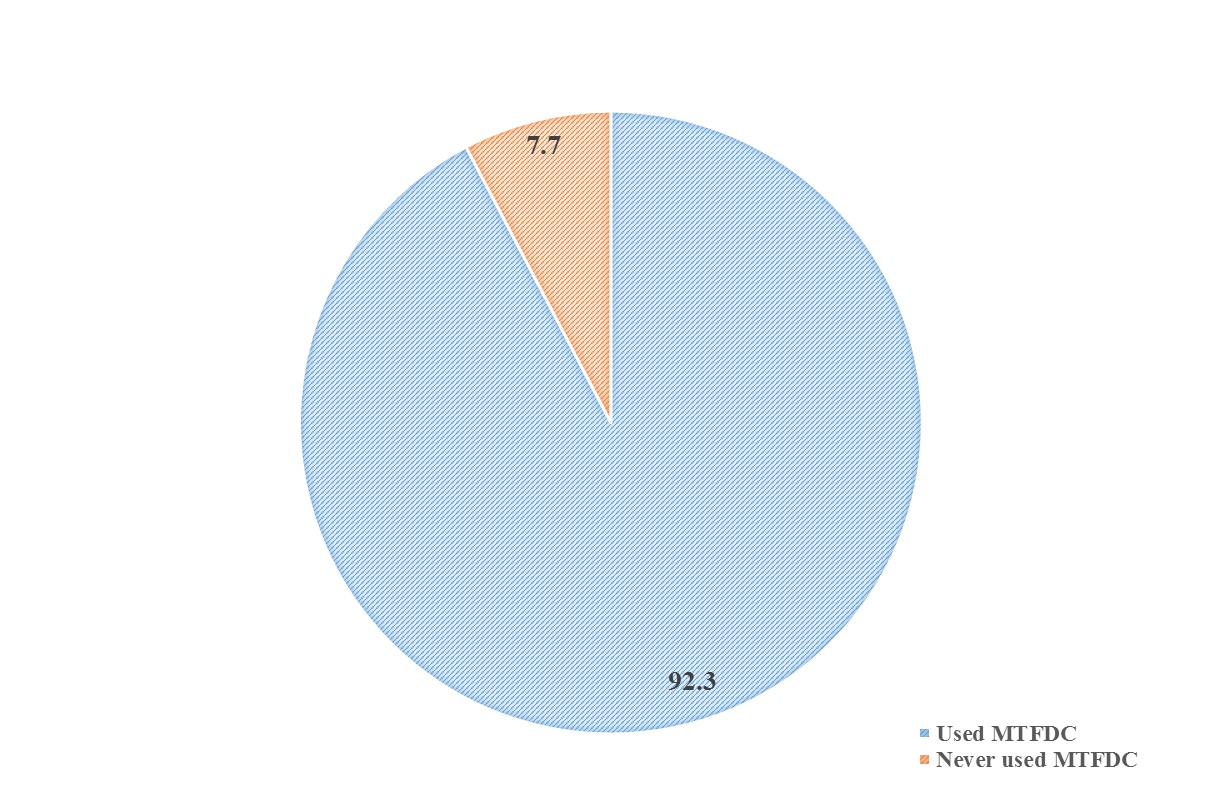 7.7
92.3
Used MTFDC
Never used MTFDC